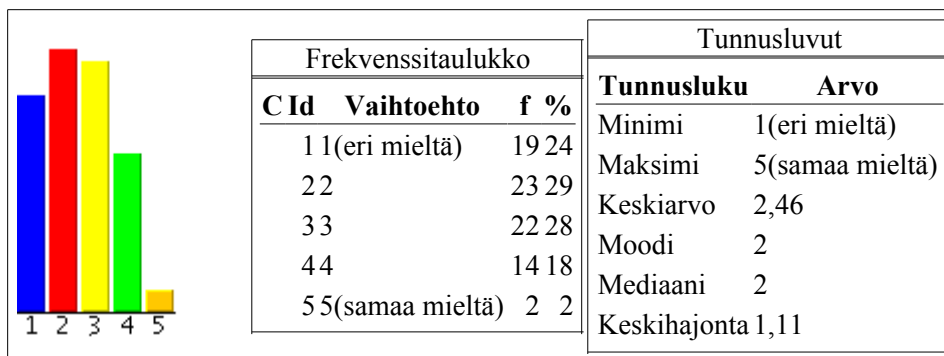 1 2 3 4 5
Frekvenssitaulukko
C Id Vaihtoehto f %
1 1(eri mieltä) 19 24
2 2 23 29
3 3 22 28
4 4 14 18
5 5(samaa mieltä) 2 2
Tunnusluvut
Tunnusluku Arvo
Minimi 1(eri mieltä)
Maksimi 5(samaa mieltä)
Keskiarvo 2,46
Moodi 2
Mediaani 2
Keskihajonta 1,11